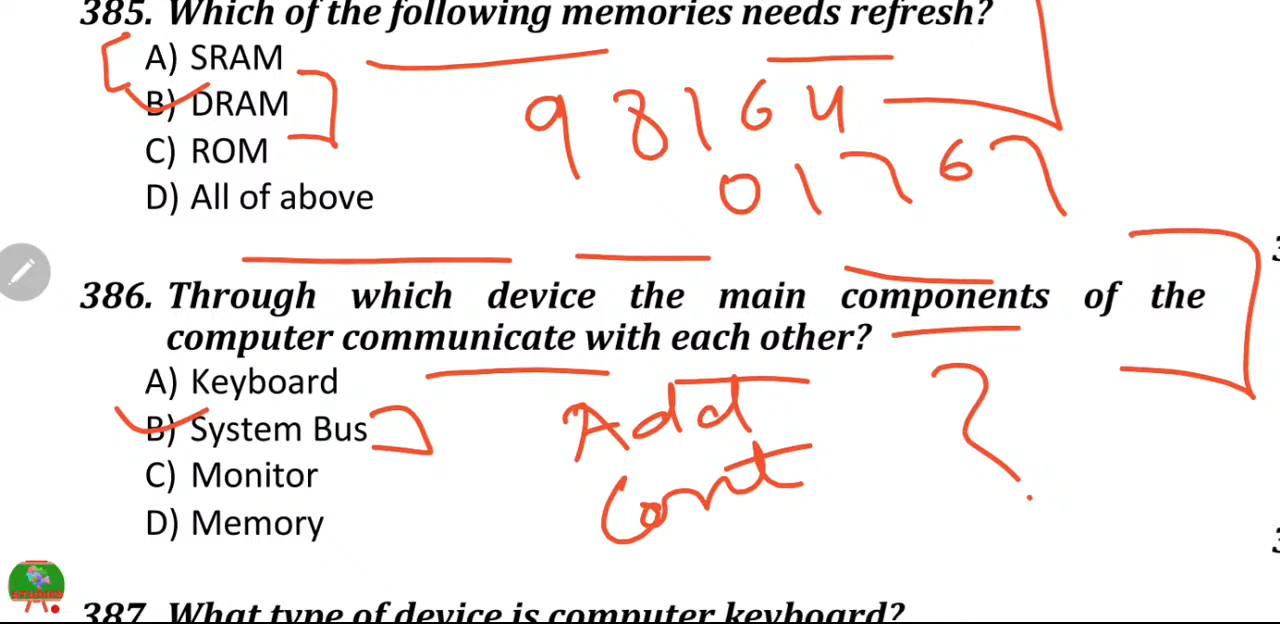 385. Which of the following memories needs refresh?
A) SRAM
B) DRAM
C) ROM
D) All of above
98164
01767
386. Through which device the main components of the
computer communicate with each other?
A) Keyboard
B) System Bus
C) Monitor
D) Memory
Add
Cont
?
STUDIES
387. What type of device is computer keyboard?